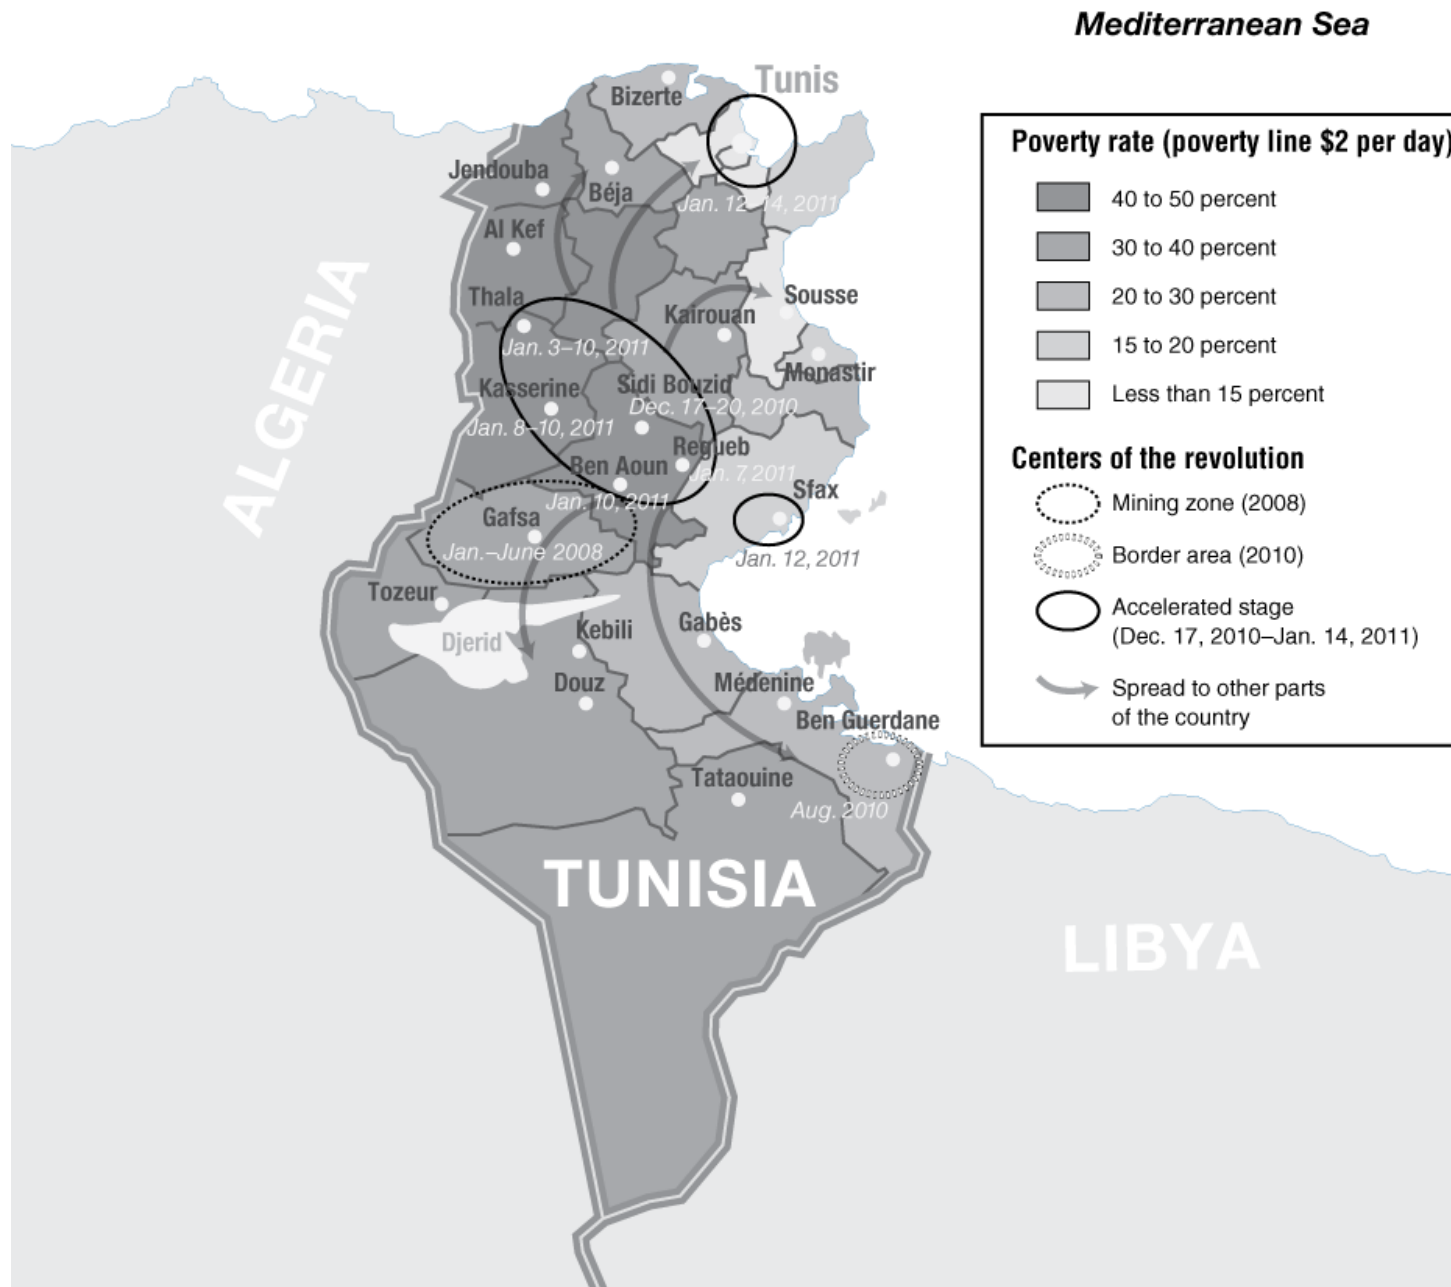 Mediterranean Sea
Tunis
Bizerte
Jendouba
Béja
Jan. 12–14, 2011
Al Kef
ALGERIA
Thala
Sousse
Kairouan
Jan. 3–10, 2011
Monastir
Kasserine
Sidi Bouzid
Dec. 17–20, 2010
Jan. 8–10, 2011
Regueb
Ben Aoun
Jan. 7, 2011
Sfax
Jan. 10, 2011
Gafsa
Jan.–June 2008
Jan. 12, 2011
Tozeur
Djerid
Kebili
Gabès
Douz
Médenine
Ben Guerdane
Tataouine
Aug. 2010
TUNISIA
LIBYA
Poverty rate (poverty line $2 per day)
40 to 50 percent
30 to 40 percent
20 to 30 percent
15 to 20 percent
Less than 15 percent
Centers of the revolution
Mining zone (2008)
Border area (2010)
Accelerated stage
(Dec. 17, 2010–Jan. 14, 2011)
Spread to other parts
of the country